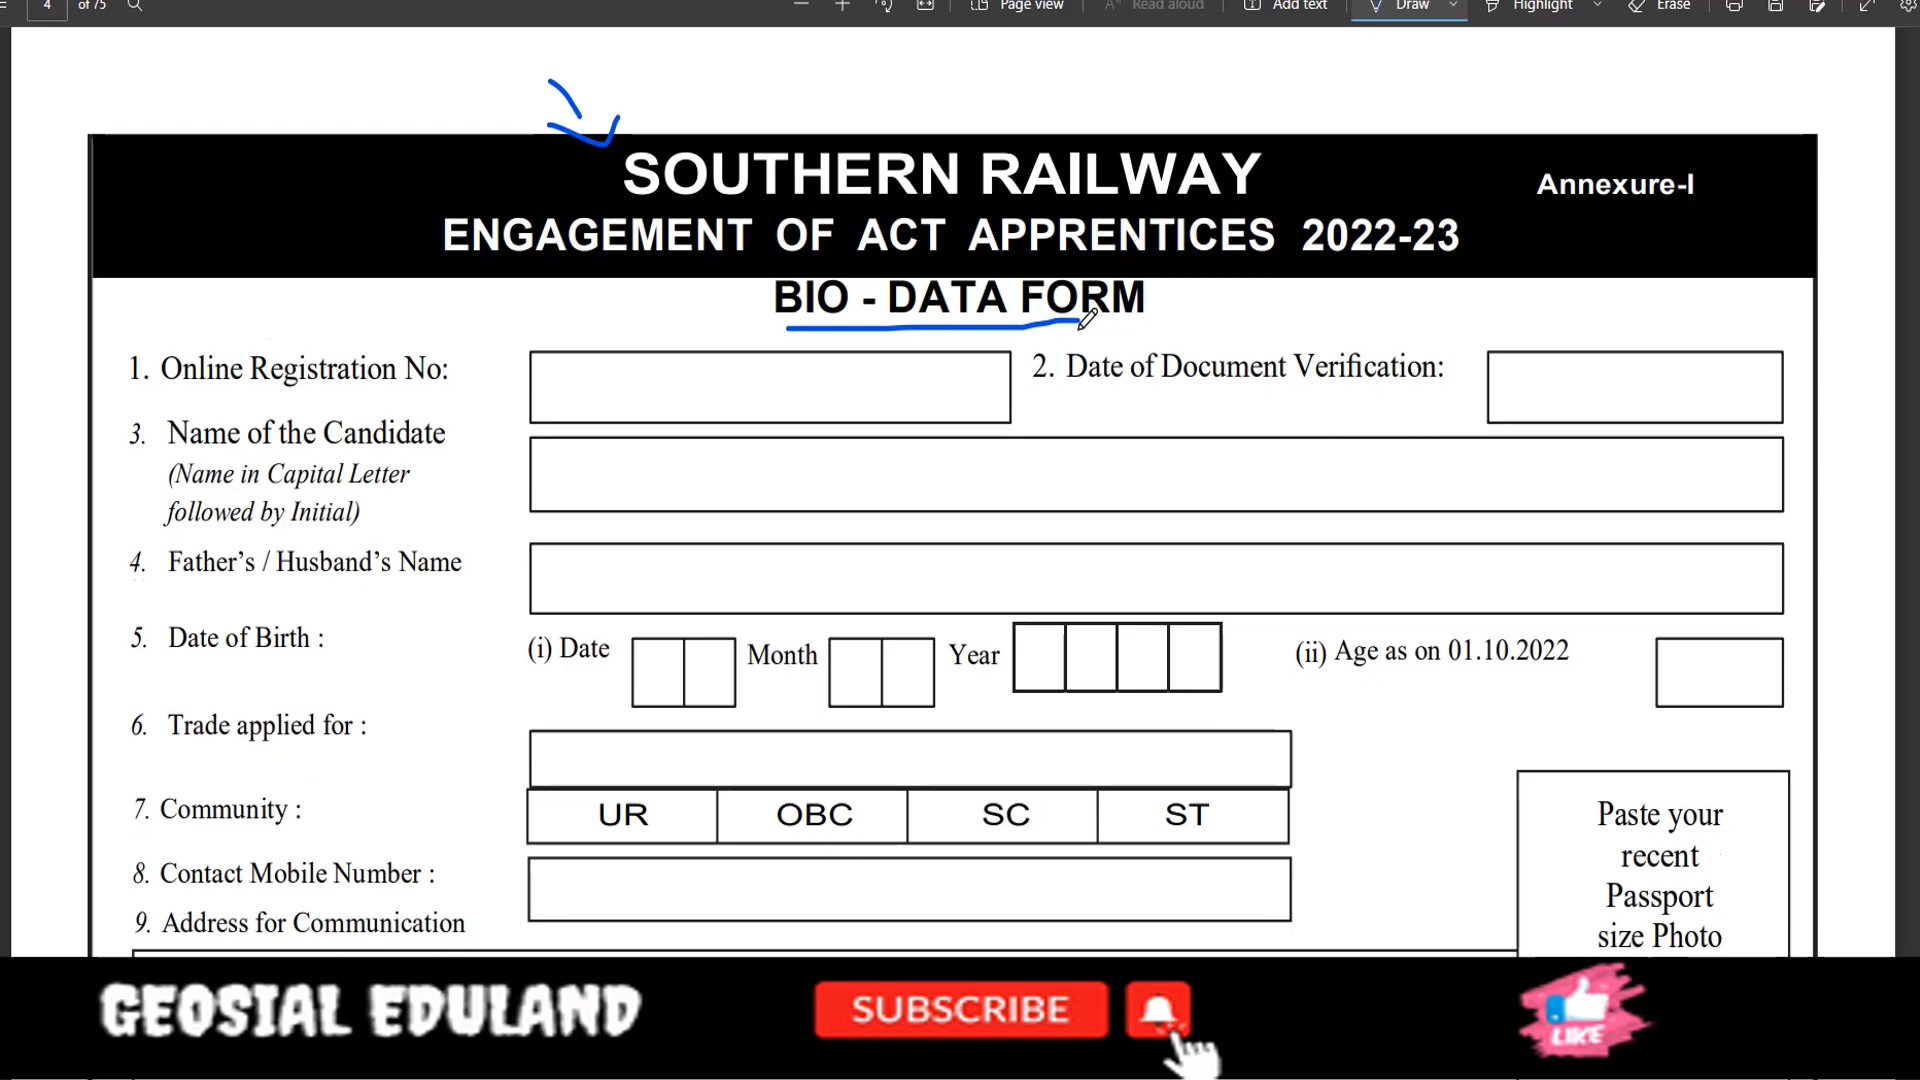 4 of 75 Page view Read aloud Add text Draw Highlight Erase
SOUTHERN RAILWAY Annexure-I
ENGAGEMENT OF ACT APPRENTICES 2022-23
BIO - DATA FORM
1. Online Registration No: 2. Date of Document Verification:
3. Name of the Candidate
(Name in Capital Letter
followed by Initial)
4. Father's / Husband's Name
5. Date of Birth : (i) Date Month Year (ii) Age as on 01.10.2022
6. Trade applied for :
7. Community : UR OBC SC ST
8. Contact Mobile Number :
9. Address for Communication
Paste your
recent
Passport
size Photo
GEOSIAL EDULAND SUBSCRIBE LIKE